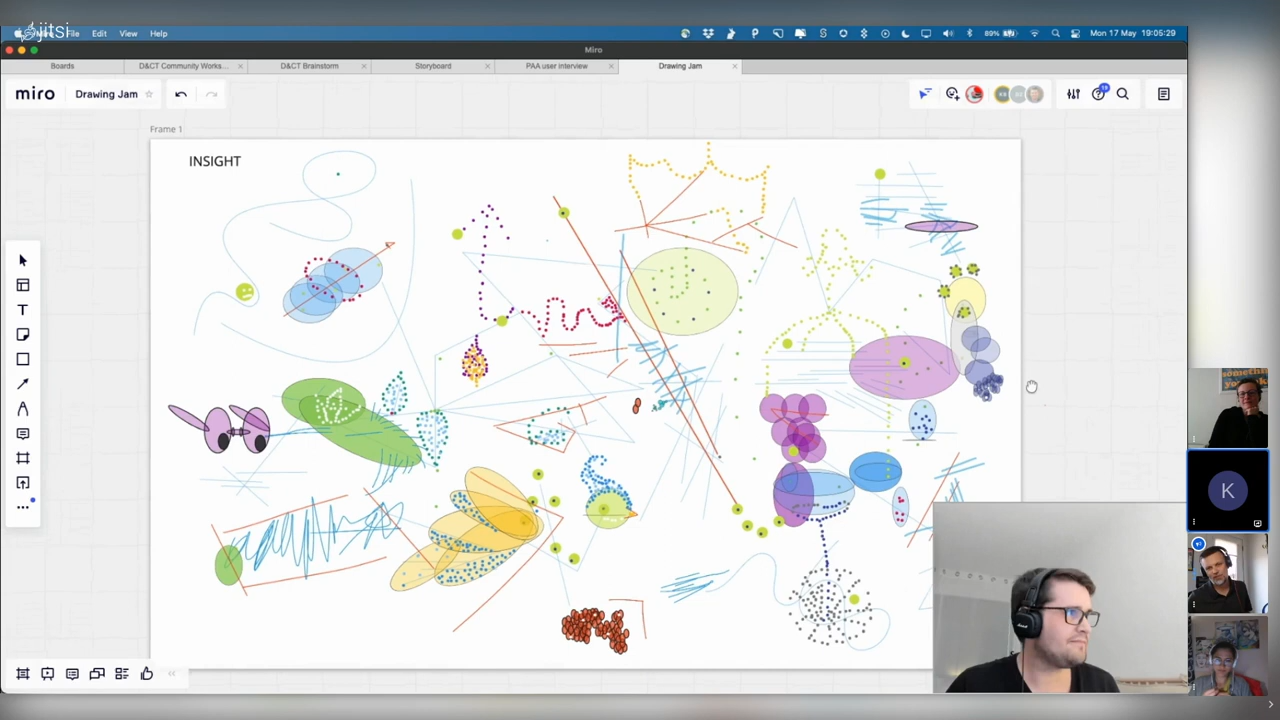 jitsi
File Edit View Help
89%
Mon 17 May 19:05:29
Miro
Boards
D&CT Community Works...
D&CT Brainstorm
Storyboard
PAA user interview
Drawing Jam
miro
Drawing Jam
Frame 1
INSIGHT
K